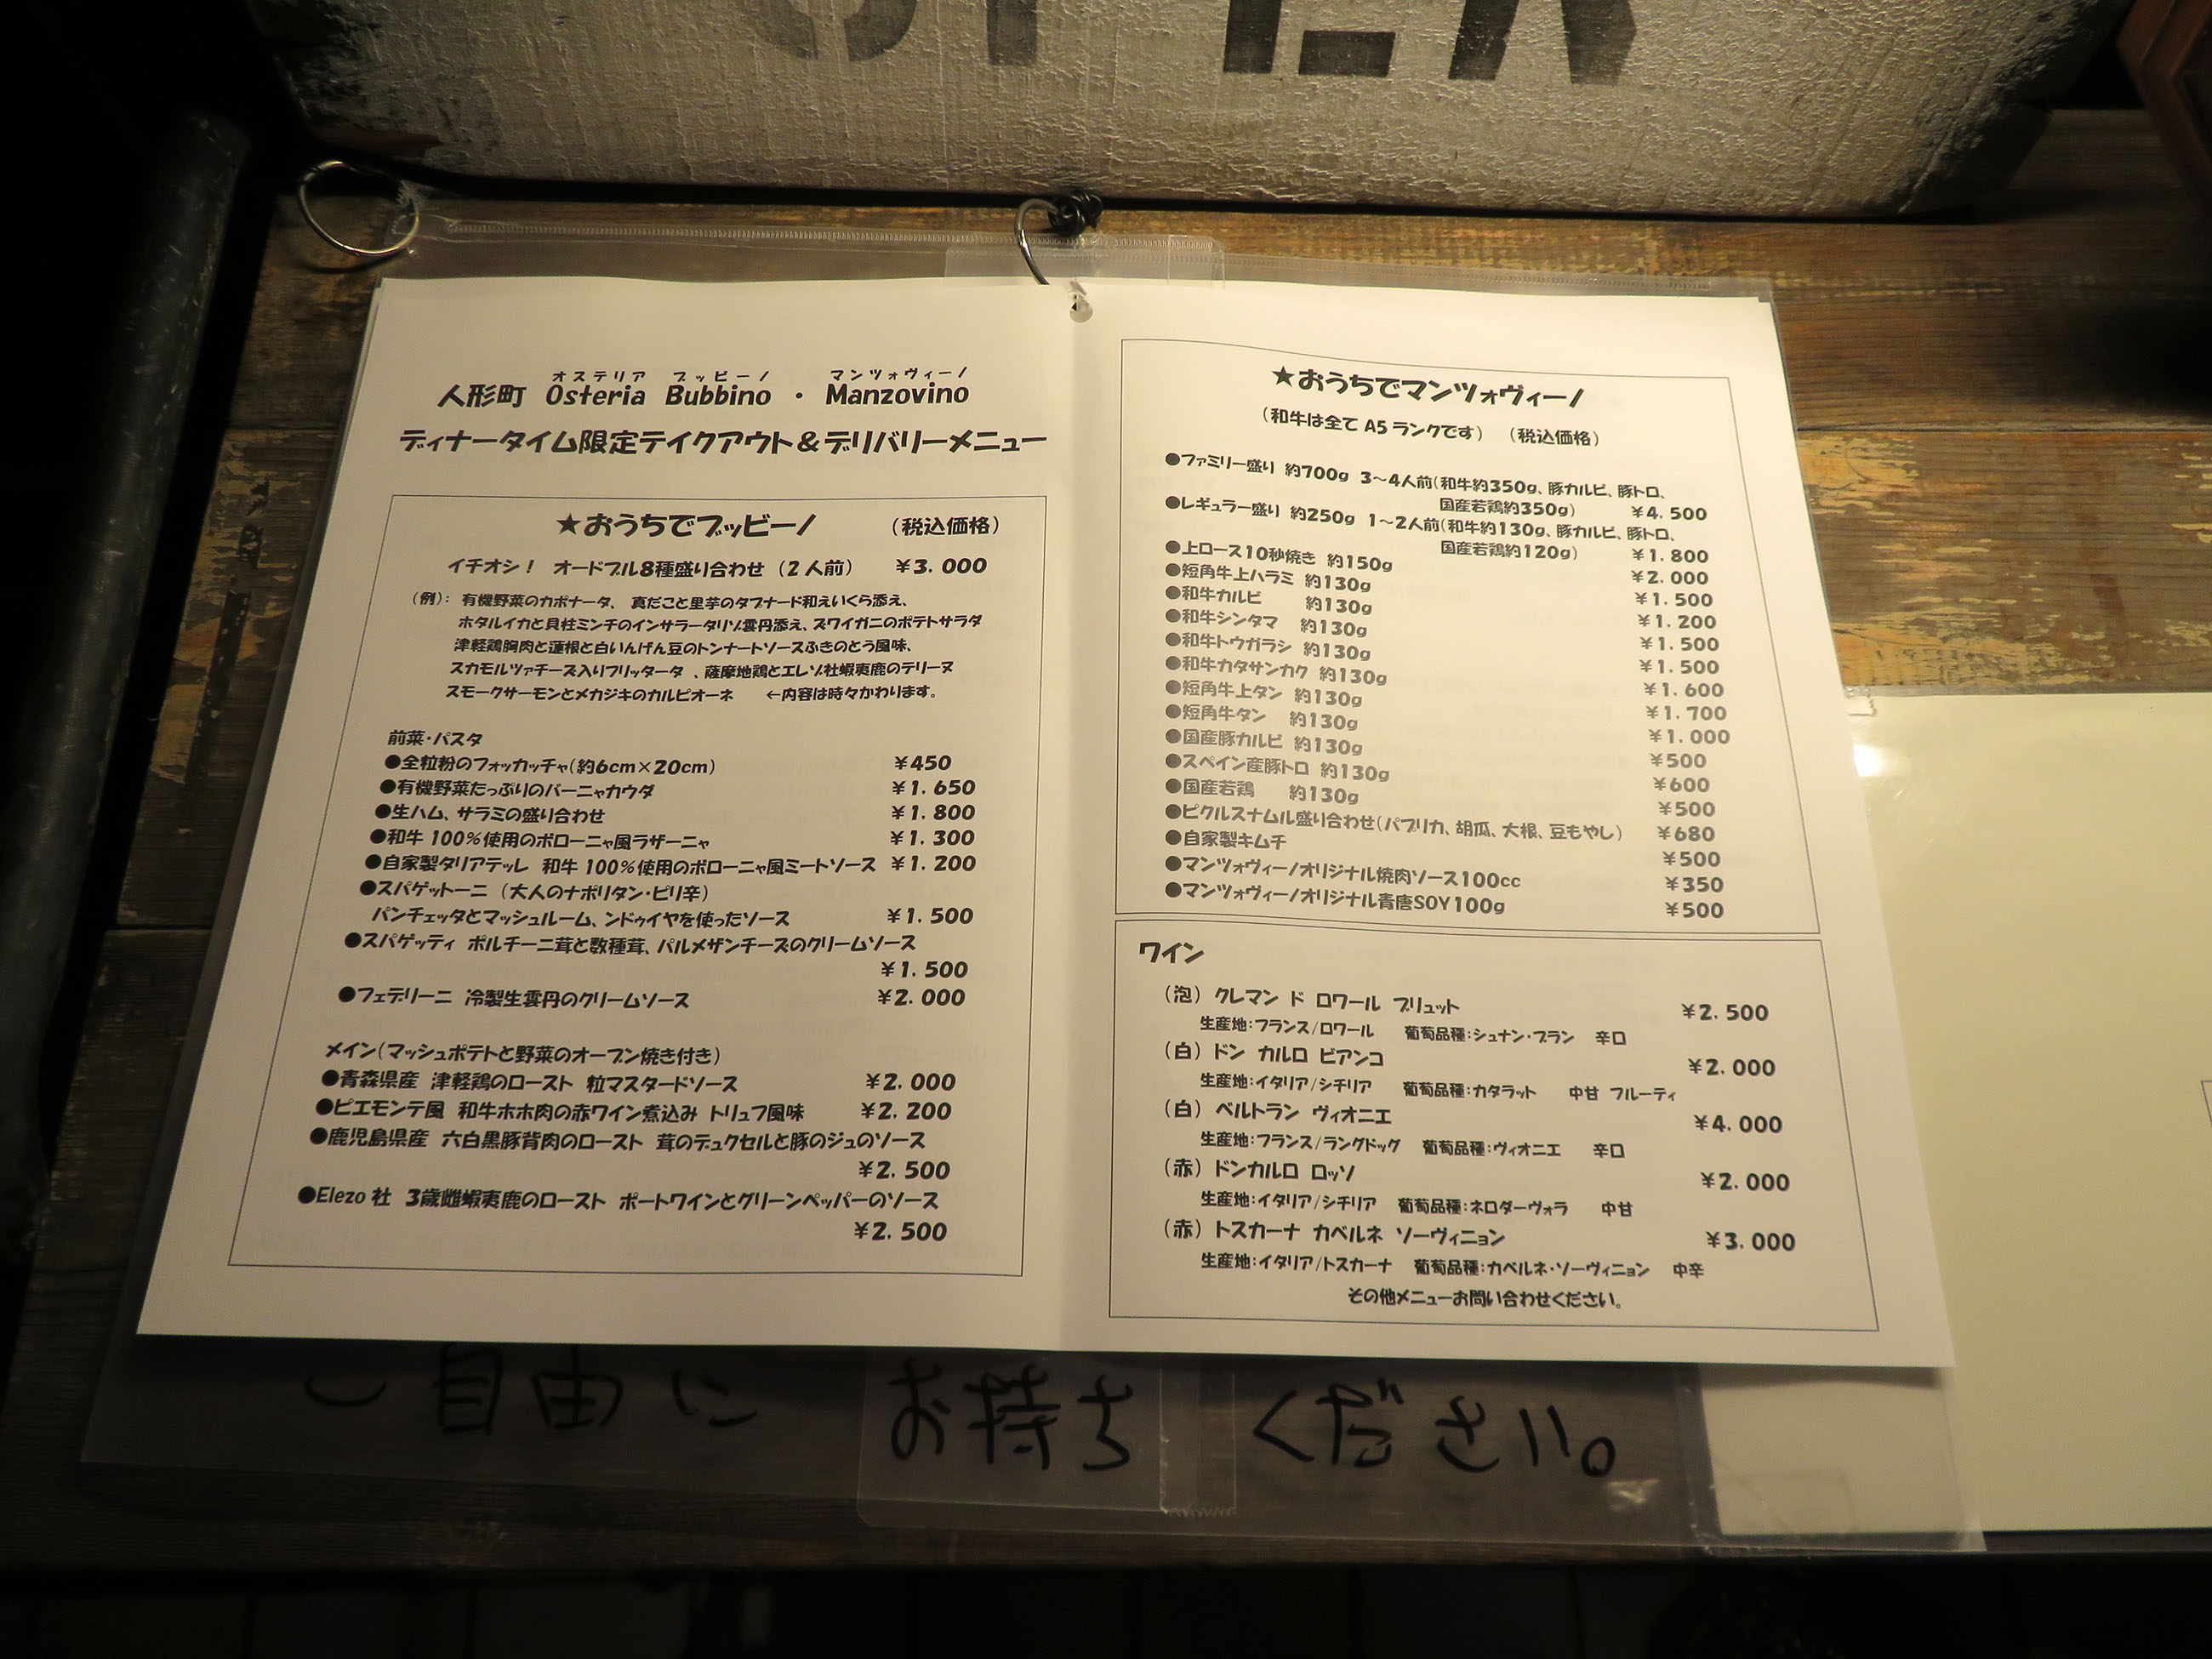 オステリア ブッビーノ マンツォヴィーノ
人形町 Osteria Bubbino ・ Manzovino
ディナータイム限定テイクアウト&デリバリーメニュー
★おうちでブッビーノ (税込価格)
イチオシ! オードブル8種盛り合わせ (2人前) ¥3.000
(例): 有機野菜のカポナータ、 真だこと里芋のタプナード和えいくら添え、
ホタルイカと貝柱ミンチのインサラータリゾ雲丹添え、ズワイガニのポテトサラダ
津軽鶏胸肉と蓮根と白いんげん豆のトンナートソースふきのとう風味、
スカモルツァチーズ入りフリッタータ 、薩摩地鶏とエレゾ社蝦夷鹿のテリーヌ
スモークサーモンとメカジキのカルピオーネ ←内容は時々かわります。
前菜・パスタ
●全粒粉のフォッカッチャ(約6cm×20cm) ¥450
●有機野菜たっぷりのバーニャカウダ ¥1.650
●生ハム、サラミの盛り合わせ ¥1.800
●和牛 100%使用のボローニャ風ラザーニャ ¥1.300
●自家製タリアテッレ 和牛 100%使用のボローニャ風ミートソース ¥1.200
●スパゲットーニ (大人のナポリタン・ピリ辛)
パンチェッタとマッシュルーム、ンドゥイヤを使ったソース ¥1.500
●スパゲッティ ポルチーニ茸と数種茸、パルメザンチーズのクリームソース
¥1.500
●フェデリーニ 冷製生雲丹のクリームソース ¥2.000
メイン(マッシュポテトと野菜のオーブン焼き付き)
●青森県産 津軽鶏のロースト 粒マスタードソース ¥2.000
●ピエモンテ風 和牛ホホ肉の赤ワイン煮込み トリュフ風味 ¥2.200
●鹿児島県産 六白黒豚背肉のロースト 茸のデュクセルと豚のジュのソース
¥2.500
●Elezo 社 3歳雌蝦夷鹿のロースト ポートワインとグリーンペッパーのソース
¥2.500
★おうちでマンツォヴィーノ
(和牛は全て A5 ランクです) (税込価格)
●ファミリー盛り 約700g 3〜4人前(和牛約350g、豚カルビ、豚トロ、
国産若鶏約350g) ¥4.500
●レギュラー盛り 約250g 1〜2人前(和牛約130g、豚カルビ、豚トロ、
国産若鶏約120g) ¥1.800
●上ロース10秒焼き 約150g ¥2.000
●短角牛上ハラミ 約130g ¥1.500
●和牛カルビ 約130g ¥1.200
●和牛シンタマ 約130g ¥1.500
●和牛トウガラシ 約130g ¥1.500
●和牛カタサンカク 約130g ¥1.600
●短角牛上タン 約130g ¥1.700
●短角牛タン 約130g ¥1.000
●国産豚カルビ 約130g ¥500
●スペイン産豚トロ 約130g ¥600
●国産若鶏 約130g ¥500
●ピクルスナムル盛り合わせ(パプリカ、胡瓜、大根、豆もやし) ¥680
●自家製キムチ ¥500
●マンツォヴィーノオリジナル焼肉ソース100cc ¥350
●マンツォヴィーノオリジナル青唐SOY100g ¥500
ワイン
(泡) クレマン ド ロワール ブリュット ¥2.500
生産地:フランス/ロワール 葡萄品種:シュナン・ブラン 辛口
(白) ドン カルロ ビアンコ ¥2.000
生産地:イタリア/シチリア 葡萄品種:カタラット 中甘 フルーティ
(白) ベルトラン ヴィオニエ ¥4.000
生産地:フランス/ラングドッグ 葡萄品種:ヴィオニエ 辛口
(赤) ドンカルロ ロッソ ¥2.000
生産地:イタリア/シチリア 葡萄品種:ネロダーヴォラ 中甘
(赤) トスカーナ カベルネ ソーヴィニョン ¥3.000
生産地:イタリア/トスカーナ 葡萄品種:カベルネ・ソーヴィニョン 中辛
その他メニューお問い合わせください。
ご自由に お持ち ください。